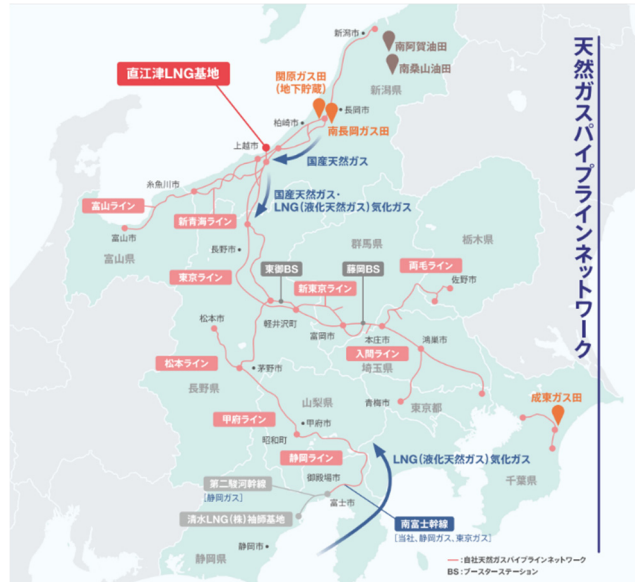 天然ガスパイプラインネットワーク
新潟市
南阿賀油田
南桑山油田
新潟県
直江津LNG基地
関原ガス田
(地下貯蔵)
長岡市
柏崎市
南長岡ガス田
上越市
国産天然ガス
糸魚川市
国産天然ガス・
LNG(液化天然ガス)気化ガス
富山ライン
新青海ライン
富山市
富山県
長野市
群馬県
栃木県
東京ライン
東御BS
藤岡BS
両毛ライン
佐野市
新東京ライン
松本市
軽井沢町
富岡市
本庄市
鴻巣市
入間ライン
埼玉県
松本ライン
茅野市
長野県
山梨県
青梅市
東京都
成東ガス田
甲府ライン
甲府市
昭和町
静岡ライン
LNG(液化天然ガス)気化ガス
千葉県
第二駿河幹線
[静岡ガス]
御殿場市
富士市
清水LNG(株)袖師基地
南富士幹線
[当社、静岡ガス、東京ガス]
静岡市
静岡県
:自社天然ガスパイプラインネットワーク
BS:ブースターステーション